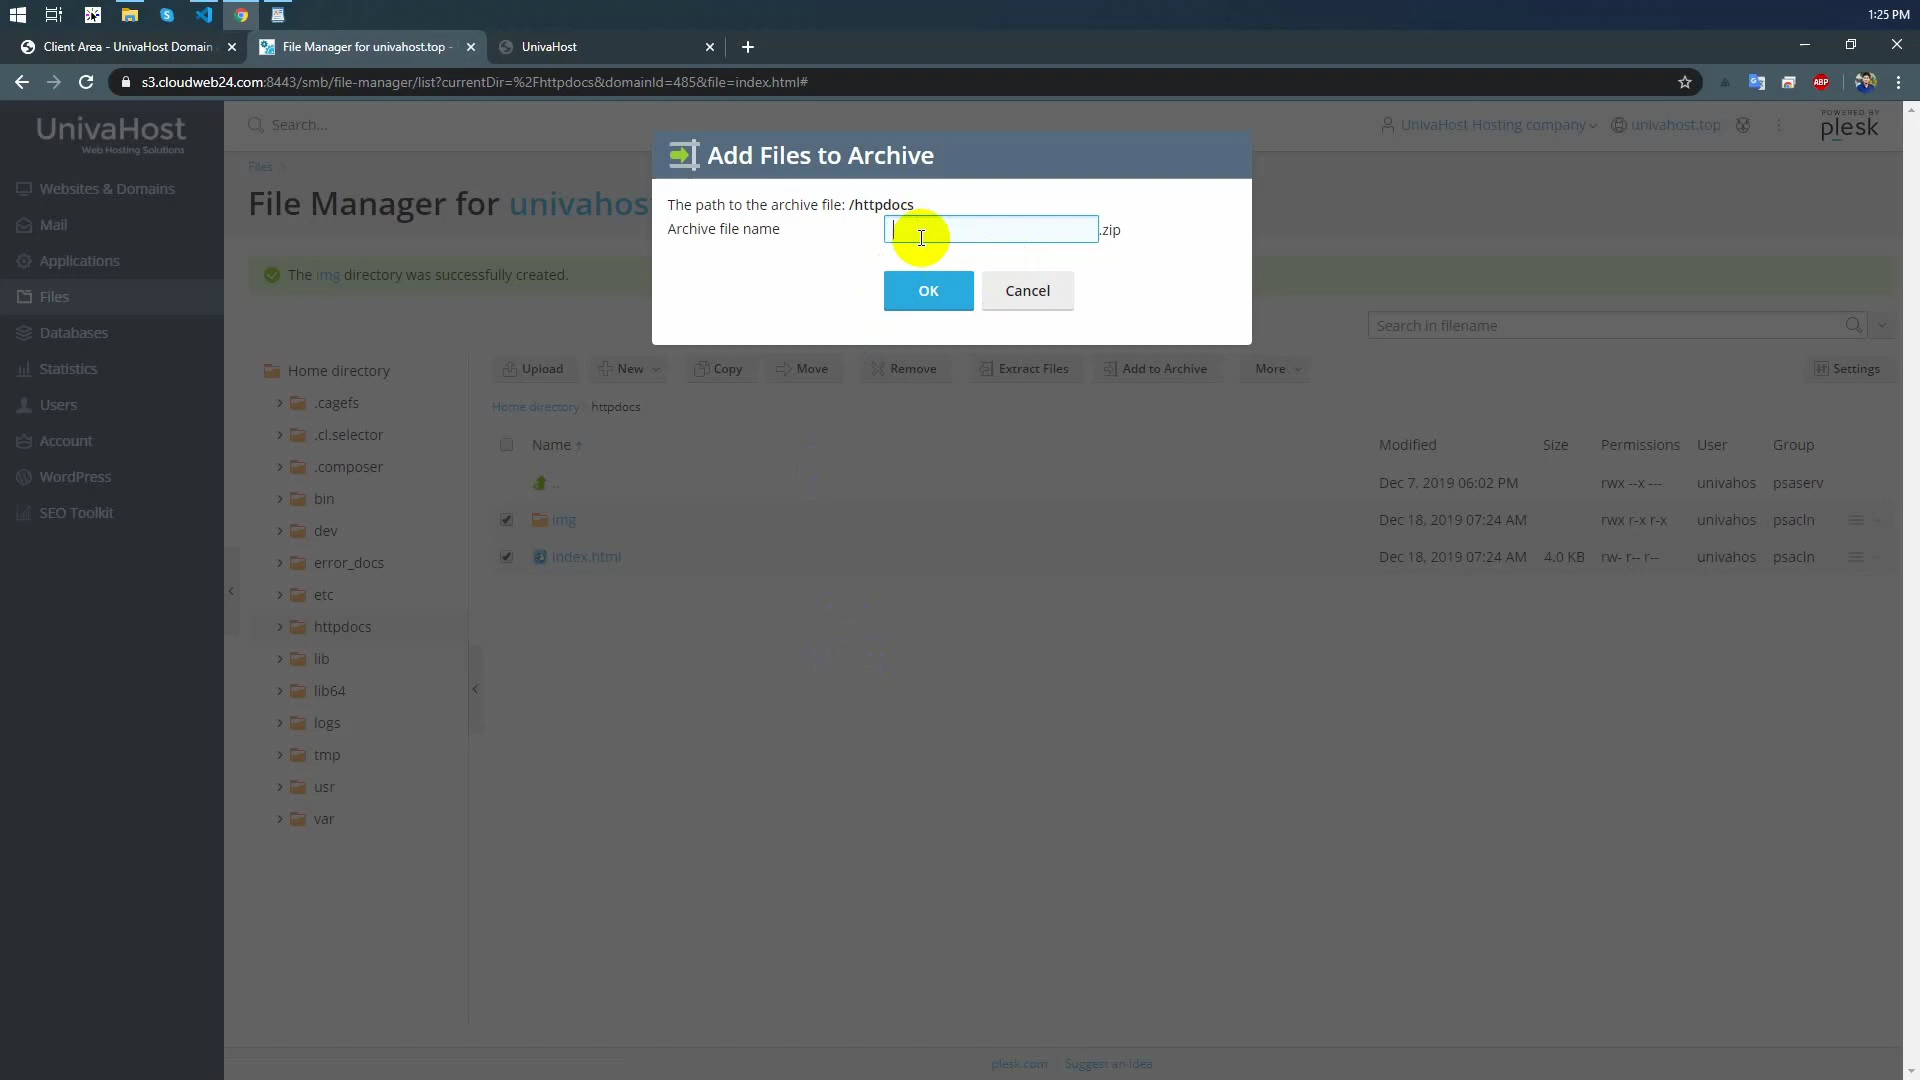 1:25 PM
Client Area - UnivaHost Domain
File Manager for univahost.top -
UnivaHost
s3.cloudweb24.com:8443/smb/file-manager/list?currentDir=%2Fhttpdocs&domainId=485&file=index.html#
ABP
UnivaHost
Web Hosting Solutions
Search...
UnivaHost Hosting company
univahost.top
POWERED BY
plesk
Files
File Manager for univahos
Add Files to Archive
The path to the archive file: /httpdocs
Archive file name
.zip
OK
Cancel
The img directory was successfully created.
Websites & Domains
Mail
Applications
Files
Databases
Statistics
Users
Account
WordPress
SEO Toolkit
Search in filename
Upload
New
Copy
Move
Remove
Extract Files
Add to Archive
More
Settings
Home directory
.cagefs
.cl.selector
.composer
bin
dev
error_docs
etc
httpdocs
lib
lib64
logs
tmp
usr
var
Home directory httpdocs
Name Modified Size Permissions User Group
.. Dec 7, 2019 06:02 PM rwx --x --- univahos psaserv
img Dec 18, 2019 07:24 AM rwx r-x r-x univahos psacln
index.html Dec 18, 2019 07:24 AM 4.0 KB rw- r-- r-- univahos psacln
plesk.com Suggest an Idea